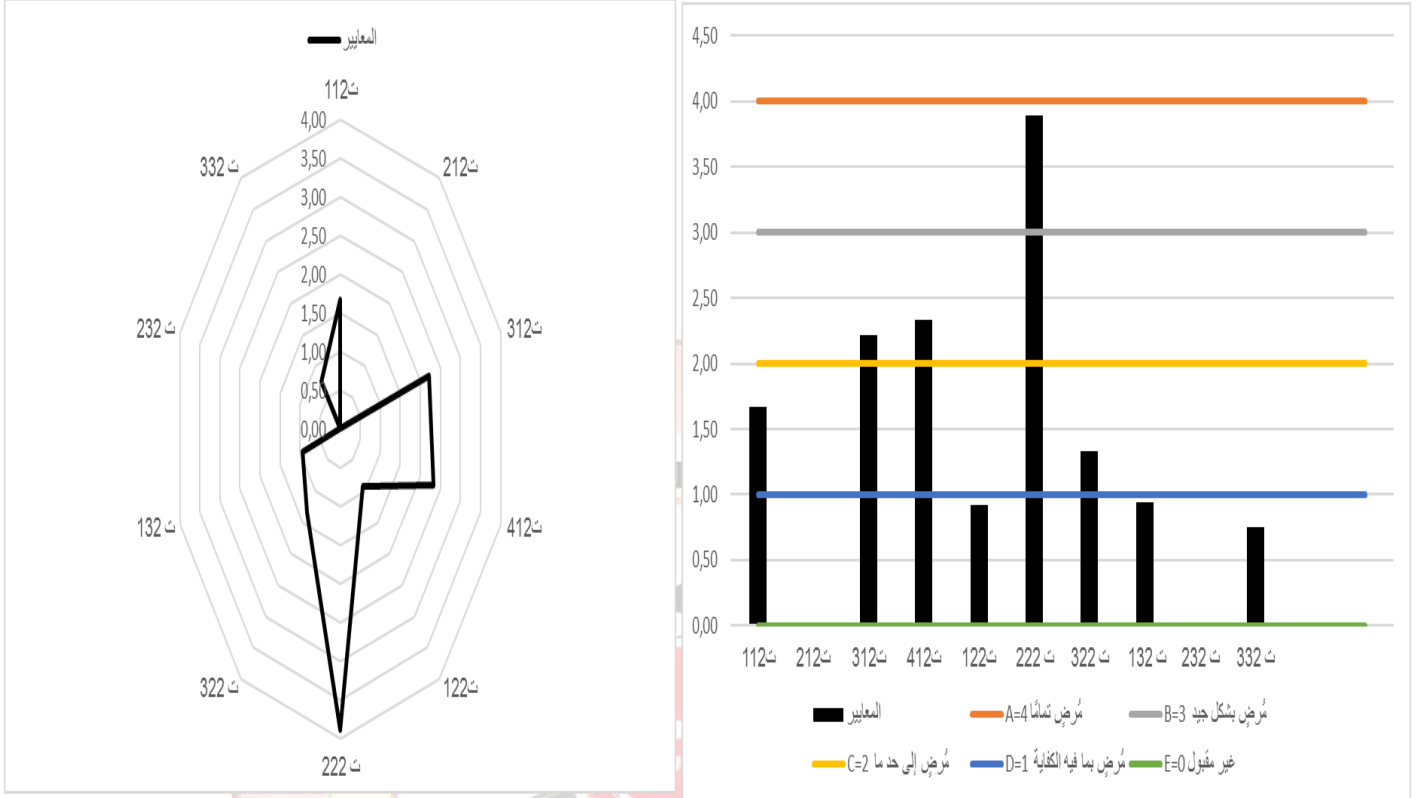 المعايير
ت112
4,00
3,50
3,00
2,50
2,00
1,50
1,00
0,50
0,00
ت212
ت312
ت412
ت122
ت 222
ت 322
ت 132
ت 232
ت 332
4,50
4,00
3,50
3,00
2,50
2,00
1,50
1,00
0,50
0,00
ت112 ت212 ت312 ت412 ت122 ت 222 ت 322 ت 132 ت 232 ت 332
المعايير
مُرضٍ تمامًا A=4
مُرضٍ بشكل جيد B=3
مُرضٍ إلى حد ما C=2
مُرضٍ بما فيه الكفاية D=1
غير مقبول E=0